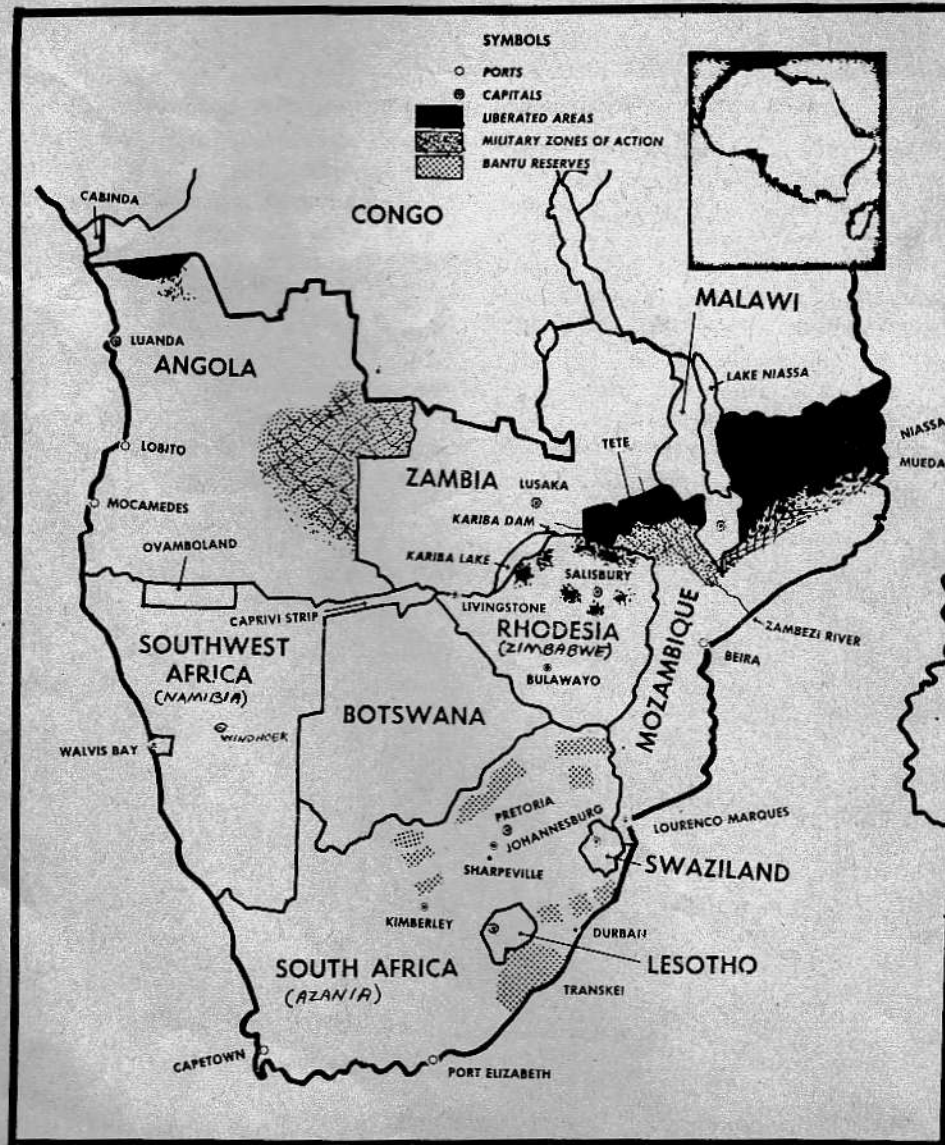 SYMBOLS
PORTS
CAPITALS
LIBERATED AREAS
MILITARY ZONES OF ACTION
BANTU RESERVES
CABINDA
CONGO
MALAWI
LUANDA
ANGOLA
LAKE NIASSA
NIASSA
LOBITO
TETE
MUEDA
ZAMBIA
LUSAKA
MOCAMEDES
KARIBA DAM
OVAMBOLAND
KARIBA LAKE
SALISBURY
CAPRIVI STRIP
LIVINGSTONE
RHODESIA
(ZIMBABWE)
ZAMBEZI RIVER
MOZAMBIQUE
BEIRA
SOUTHWEST
AFRICA
(NAMIBIA)
BULAWAYO
BOTSWANA
WINDHOEK
WALVIS BAY
PRETORIA
JOHANNESBURG
LOURENCO MARQUES
SHARPEVILLE
SWAZILAND
KIMBERLEY
DURBAN
SOUTH AFRICA
(AZANIA)
LESOTHO
TRANSKEI
CAPETOWN
PORT ELIZABETH